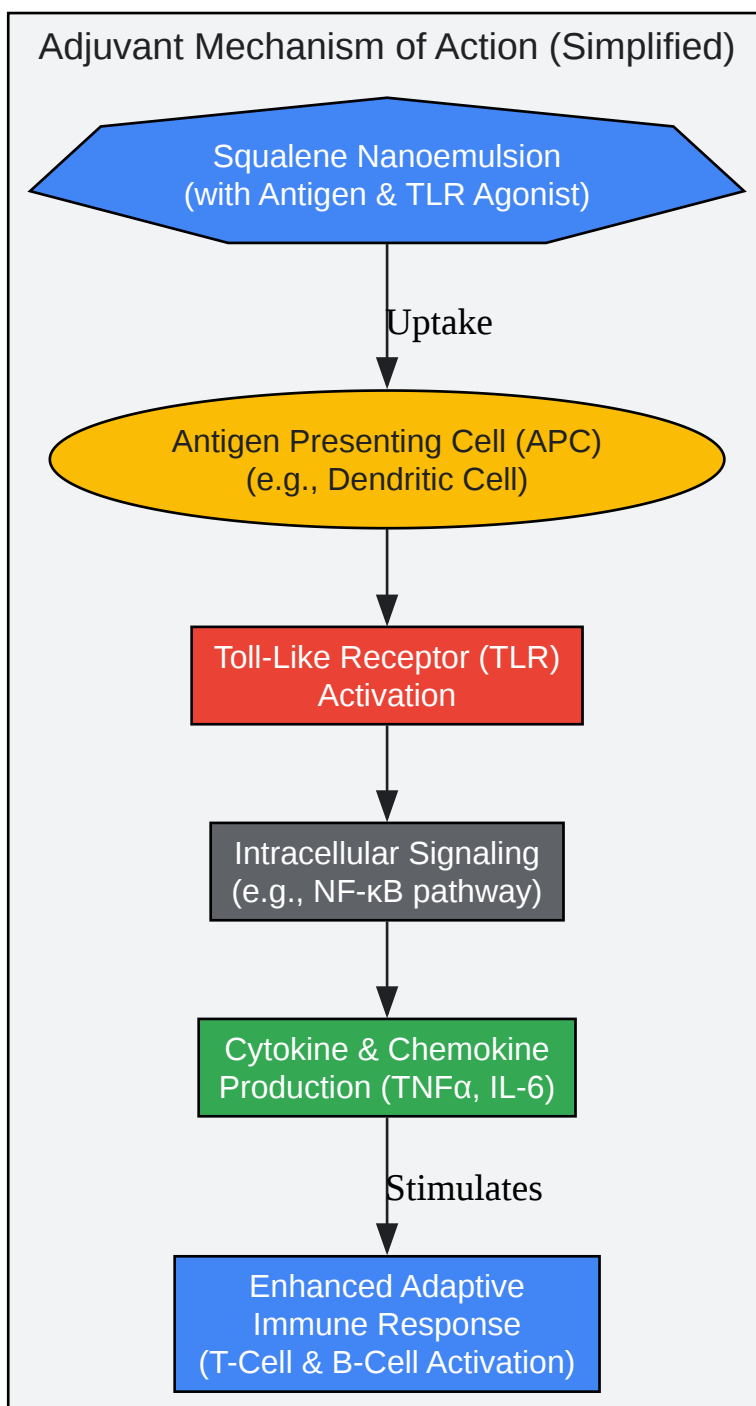 Adjuvant Mechanism of Action (Simplified)
Squalene Nanoemulsion
(with Antigen & TLR Agonist)
Uptake
Antigen Presenting Cell (APC)
(e.g., Dendritic Cell)
Toll-Like Receptor (TLR)
Activation
Intracellular Signaling
(e.g., NF-κB pathway)
Cytokine & Chemokine
Production (TNFα, IL-6)
Stimulates
Enhanced Adaptive
Immune Response
(T-Cell & B-Cell Activation)